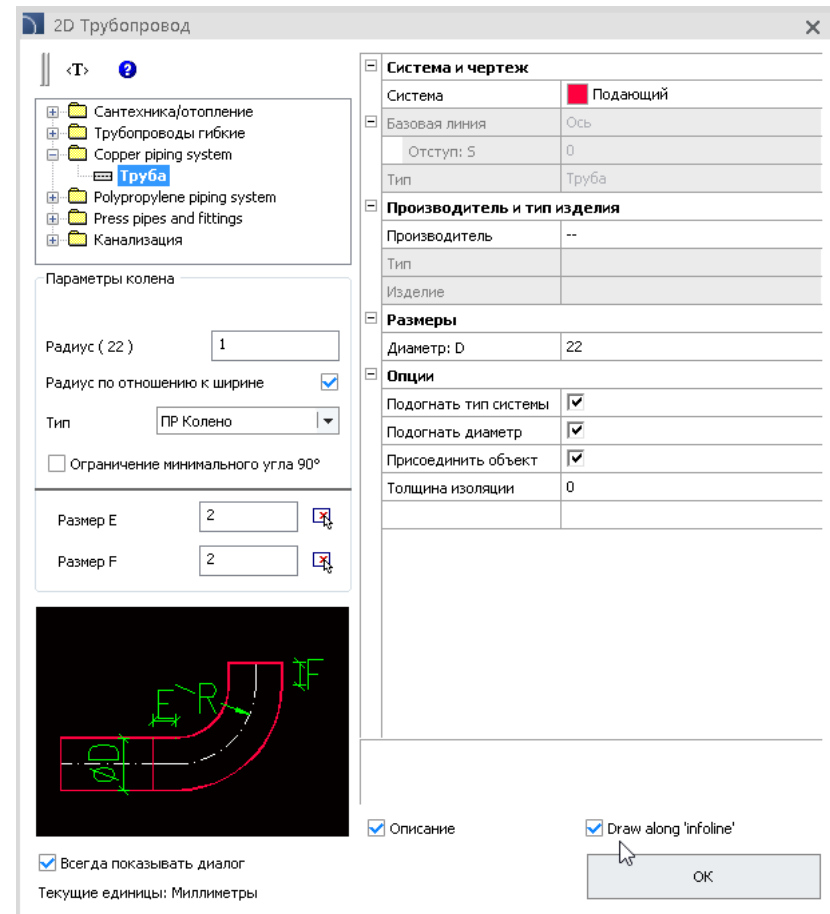 2D Трубопровод
<T>
Сантехника/отопление
Трубопроводы гибкие
Copper piping system
Труба
Polypropylene piping system
Press pipes and fittings
Канализация
Параметры колена
Радиус ( 22 ) 1
Радиус по отношению к ширине
Тип ПР Колено
Ограничение минимального угла 90°
Размер E 2
Размер F 2
E R F
øD
Всегда показывать диалог
Текущие единицы: Миллиметры
Система и чертеж
Система Подающий
Базовая линия Ось
Отступ: S 0
Тип Труба
Производитель и тип изделия
Производитель --
Тип
Изделие
Размеры
Диаметр: D 22
Опции
Подогнать тип системы
Подогнать диаметр
Присоединить объект
Толщина изоляции 0
Описание Draw along 'infoline'
ОК